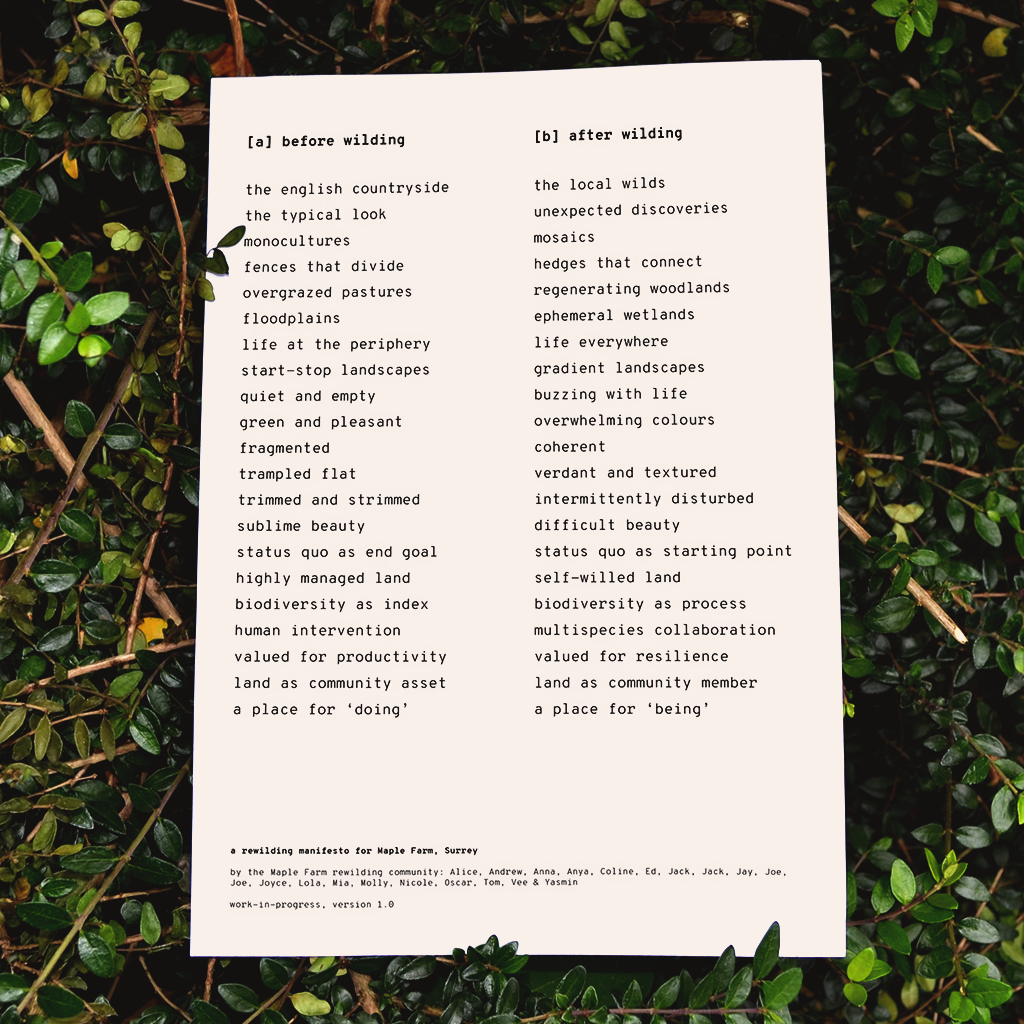 [a] before wilding
the english countryside
the typical look
monocultures
fences that divide
overgrazed pastures
floodplains
life at the periphery
start-stop landscapes
quiet and empty
green and pleasant
fragmented
trampled flat
trimmed and strimmed
sublime beauty
status quo as end goal
highly managed land
biodiversity as index
human intervention
valued for productivity
land as community asset
a place for ‘doing’
[b] after wilding
the local wilds
unexpected discoveries
mosaics
hedges that connect
regenerating woodlands
ephemeral wetlands
life everywhere
gradient landscapes
buzzing with life
overwhelming colours
coherent
verdant and textured
intermittently disturbed
difficult beauty
status quo as starting point
self-willed land
biodiversity as process
multispecies collaboration
valued for resilience
land as community member
a place for ‘being’
a rewilding manifesto for Maple Farm, Surrey
by the Maple Farm rewilding community: Alice, Andrew, Anna, Anya, Coline, Ed, Jack, Jack, Jay, Joe,
Joe, Joyce, Lola, Mia, Molly, Nicole, Oscar, Tom, Vee & Yasmin
work-in-progress, version 1.0